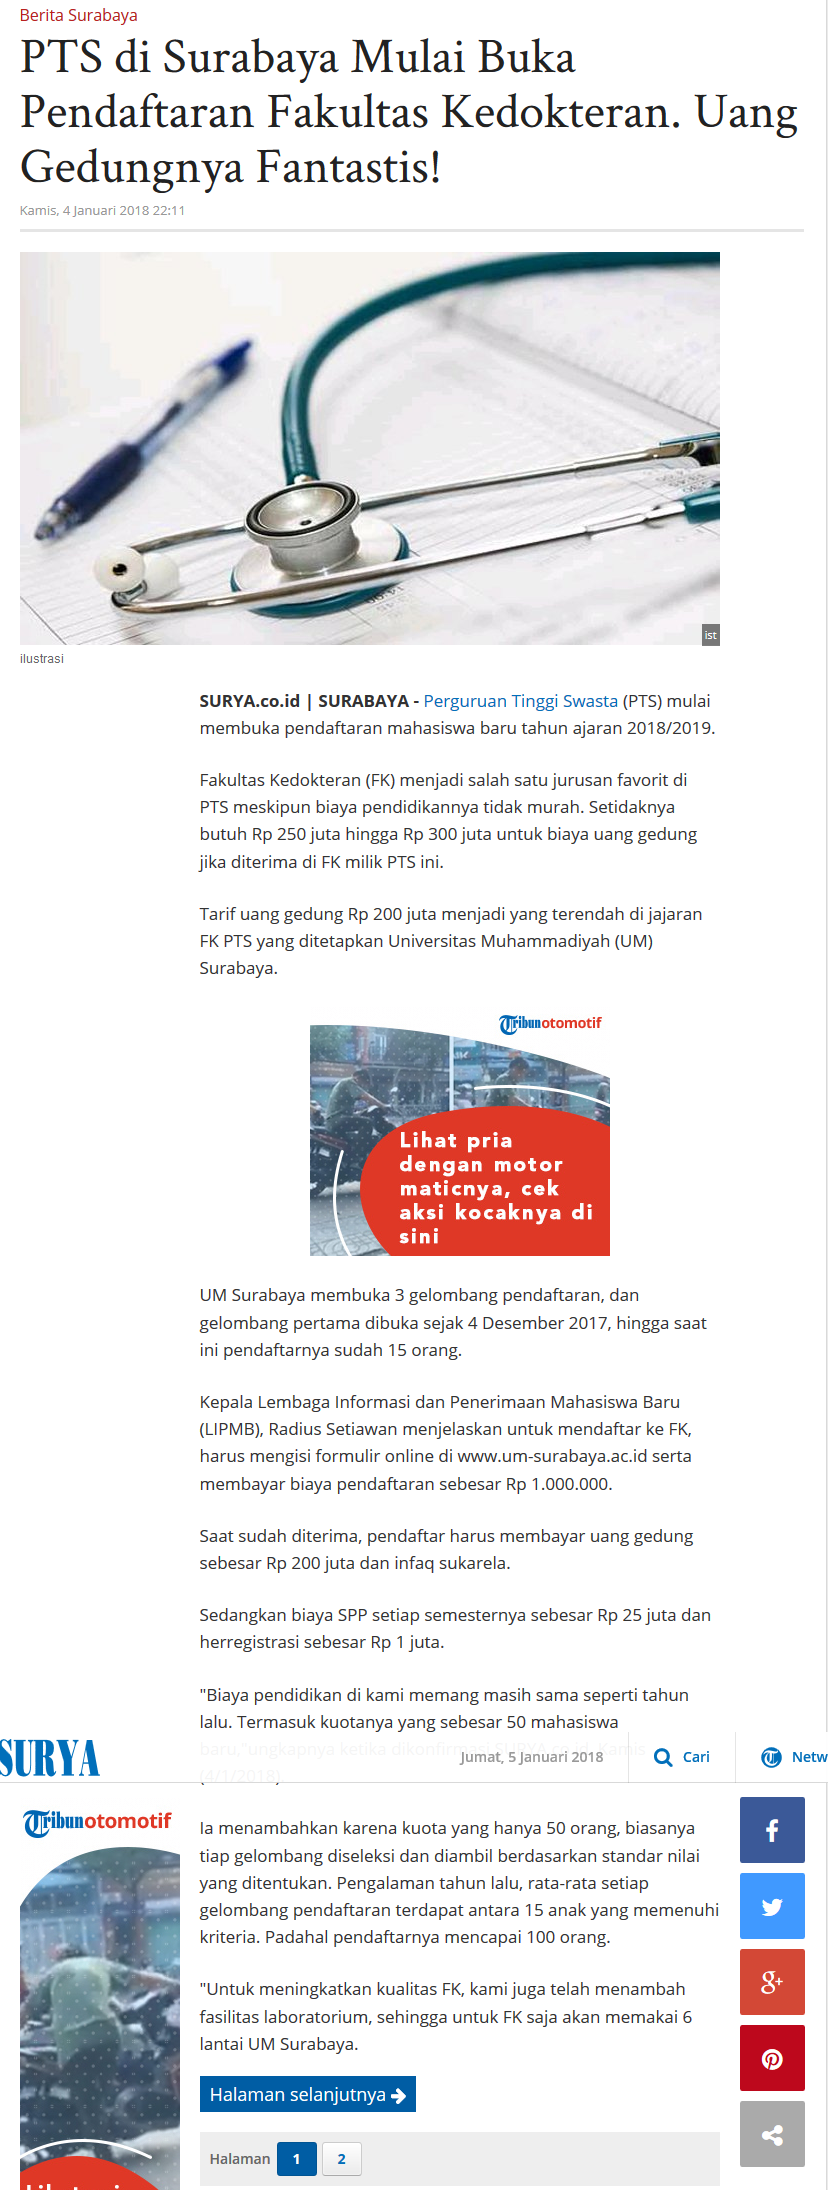 Berita Surabaya
PTS di Surabaya Mulai Buka
Pendaftaran Fakultas Kedokteran. Uang
Gedungnya Fantastis!
Kamis, 4 Januari 2018 22:11
ist
ilustrasi
SURYA.co.id | SURABAYA - Perguruan Tinggi Swasta (PTS) mulai
membuka pendaftaran mahasiswa baru tahun ajaran 2018/2019.
Fakultas Kedokteran (FK) menjadi salah satu jurusan favorit di
PTS meskipun biaya pendidikannya tidak murah. Setidaknya
butuh Rp 250 juta hingga Rp 300 juta untuk biaya uang gedung
jika diterima di FK milik PTS ini.
Tarif uang gedung Rp 200 juta menjadi yang terendah di jajaran
FK PTS yang ditetapkan Universitas Muhammadiyah (UM)
Surabaya.
Tribunotomotif
Lihat pria
dengan motor
maticnya, cek
aksi kocaknya di
sini
UM Surabaya membuka 3 gelombang pendaftaran, dan
gelombang pertama dibuka sejak 4 Desember 2017, hingga saat
ini pendaftarnya sudah 15 orang.
Kepala Lembaga Informasi dan Penerimaan Mahasiswa Baru
(LIPMB), Radius Setiawan menjelaskan untuk mendaftar ke FK,
harus mengisi formulir online di www.um-surabaya.ac.id serta
membayar biaya pendaftaran sebesar Rp 1.000.000.
Saat sudah diterima, pendaftar harus membayar uang gedung
sebesar Rp 200 juta dan infaq sukarela.
Sedangkan biaya SPP setiap semesternya sebesar Rp 25 juta dan
herregistrasi sebesar Rp 1 juta.
"Biaya pendidikan di kami memang masih sama seperti tahun
lalu. Termasuk kuotanya yang sebesar 50 mahasiswa
baru,"ungkapnya ketika dikonfirmasi SURYA.co.id, Kamis
(4/1/2018).
SURYA
Jumat, 5 Januari 2018
Cari
Netw
Tribunotomotif
Ia menambahkan karena kuota yang hanya 50 orang, biasanya
tiap gelombang diseleksi dan diambil berdasarkan standar nilai
yang ditentukan. Pengalaman tahun lalu, rata-rata setiap
gelombang pendaftaran terdapat antara 15 anak yang memenuhi
kriteria. Padahal pendaftarnya mencapai 100 orang.
"Untuk meningkatkan kualitas FK, kami juga telah menambah
fasilitas laboratorium, sehingga untuk FK saja akan memakai 6
lantai UM Surabaya.
Halaman selanjutnya
Halaman 1 2